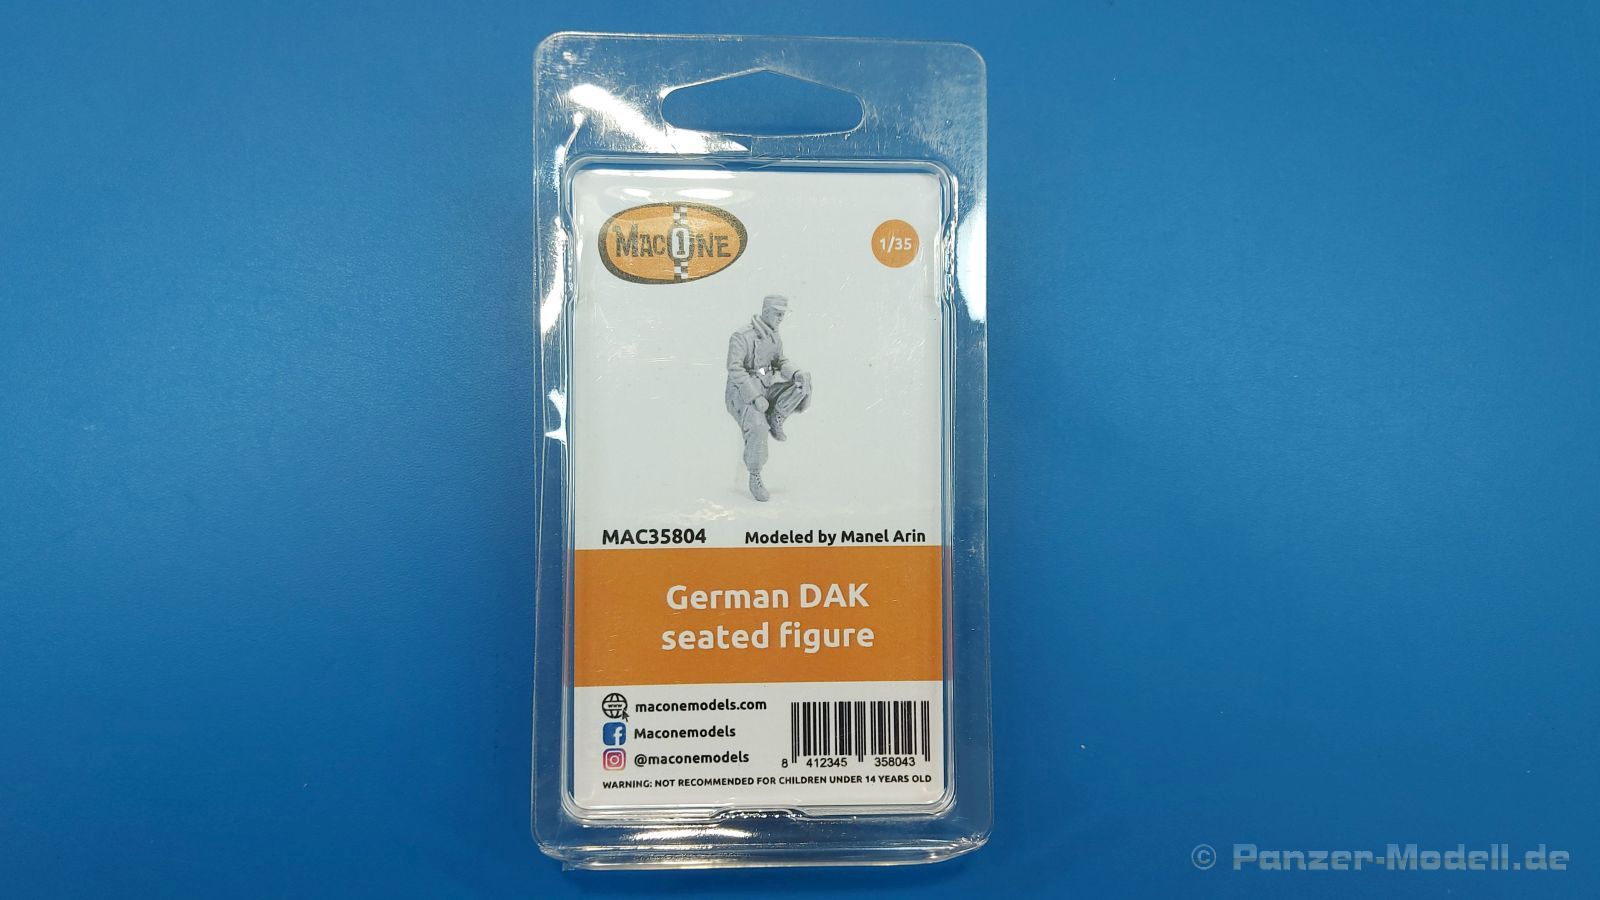 MACONE
1
1/35
MAC35804
Modeled by Manel Arin
German DAK
seated figure
www
maconemodels.com
Maconemodels
@maconemodels
8 412345 358043
WARNING: NOT RECOMMENDED FOR CHILDREN UNDER 14 YEARS OLD
© Panzer-Modell.de